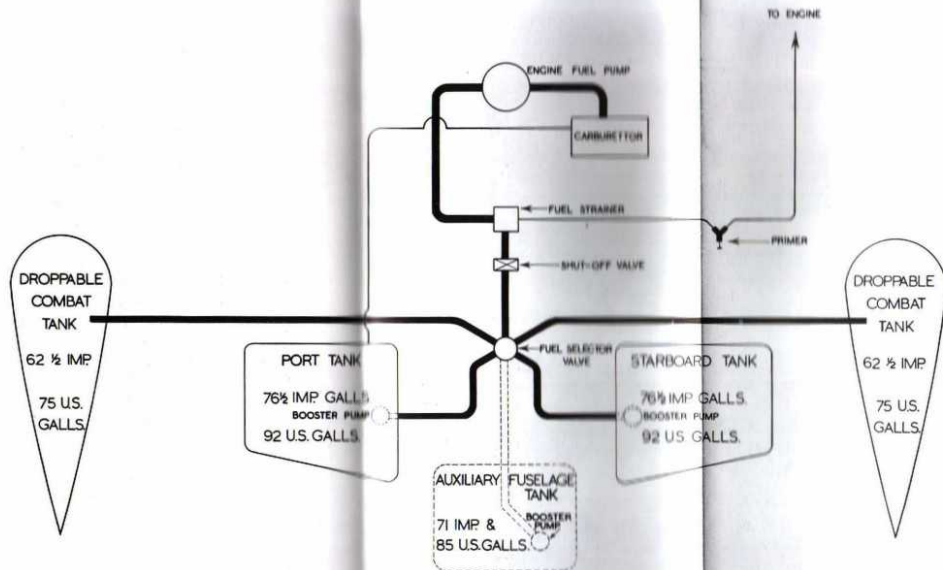 TO ENGINE
ENGINE FUEL PUMP
CARBURETTOR
FUEL STRAINER
PRIMER
SHUT-OFF VALVE
DROPPABLE
COMBAT
TANK
62 ½ IMP.
75 U.S.
GALLS.
DROPPABLE
COMBAT
TANK
62 ½ IMP.
75 U.S.
GALLS.
FUEL SELECTOR
VALVE
PORT TANK
76½ IMP. GALLS
BOOSTER PUMP
92 U.S. GALLS.
STARBOARD TANK
76½ IMP. GALLS.
BOOSTER PUMP
92 US GALLS.
AUXILIARY FUSELAGE
TANK
71 IMP. &
85 U.S. GALLS.
BOOSTER
PUMP